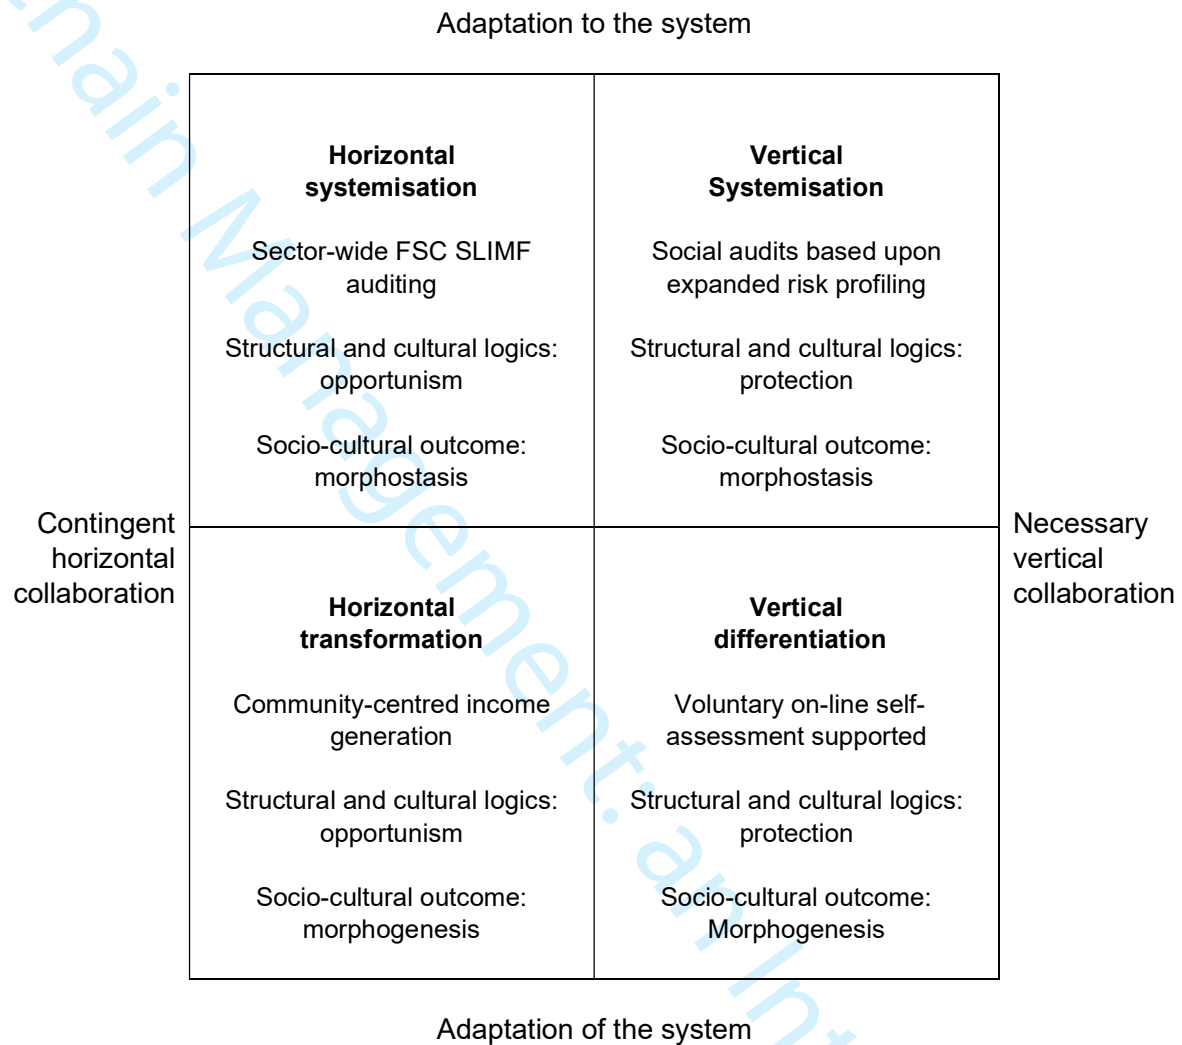 Adaptation to the system
Horizontal
systemisation
Sector-wide FSC SLIMF
auditing
Structural and cultural logics:
opportunism
Socio-cultural outcome:
morphostasis
Vertical
Systemisation
Social audits based upon
expanded risk profiling
Structural and cultural logics:
protection
Socio-cultural outcome:
morphostasis
Contingent
horizontal
collaboration
Necessary
vertical
collaboration
Horizontal
transformation
Community-centred income
generation
Structural and cultural logics:
opportunism
Socio-cultural outcome:
morphogenesis
Vertical
differentiation
Voluntary on-line self-
assessment supported
Structural and cultural logics:
protection
Socio-cultural outcome:
Morphogenesis
Adaptation of the system
hain Management: an Int